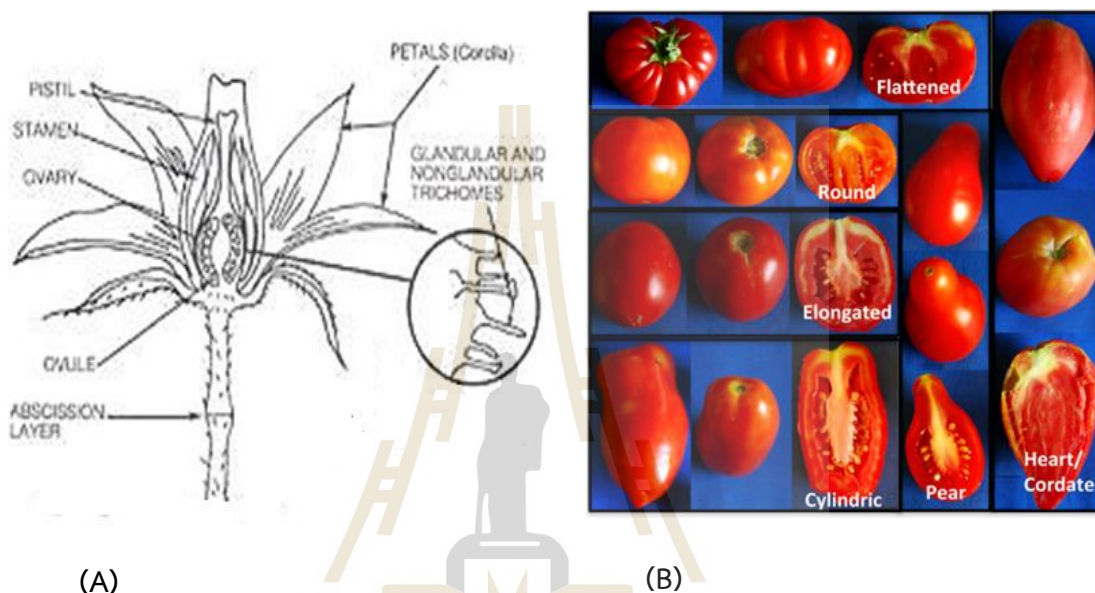 PETALS (Corolla)
PISTIL
STAMEN
OVARY
GLANDULAR AND
NONGLANDULAR
TRICHOMES
OVULE
ABSCISSION
LAYER
(A)
Flattened
Round
Elongated
Cylindric
Pear
Heart/
Cordate
(B)